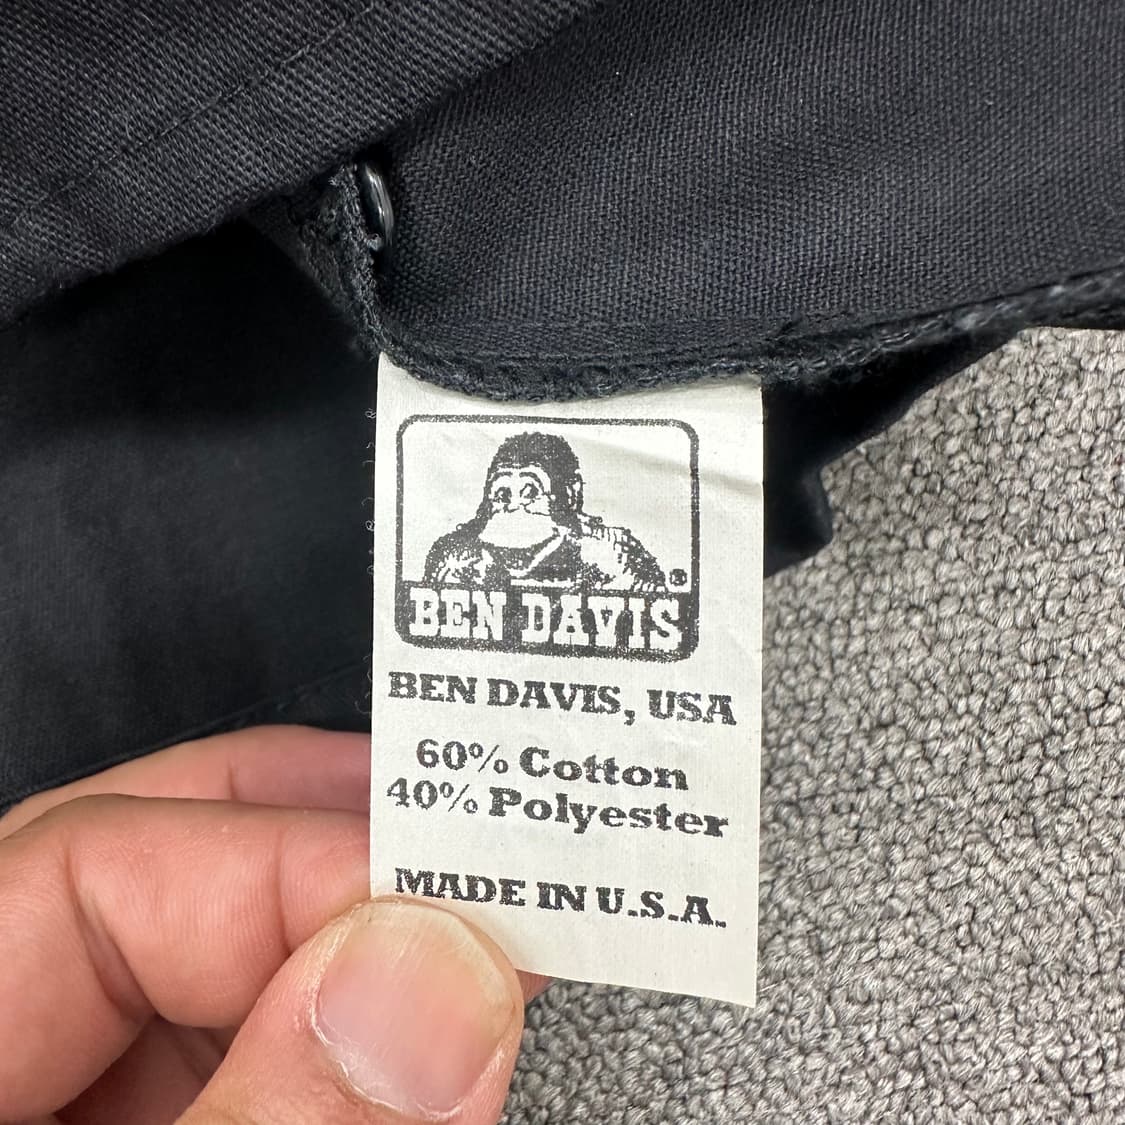 ®
BEN DAVIS
BEN DAVIS, USA
60% Cotton
40% Polyester
MADE IN U.S.A.